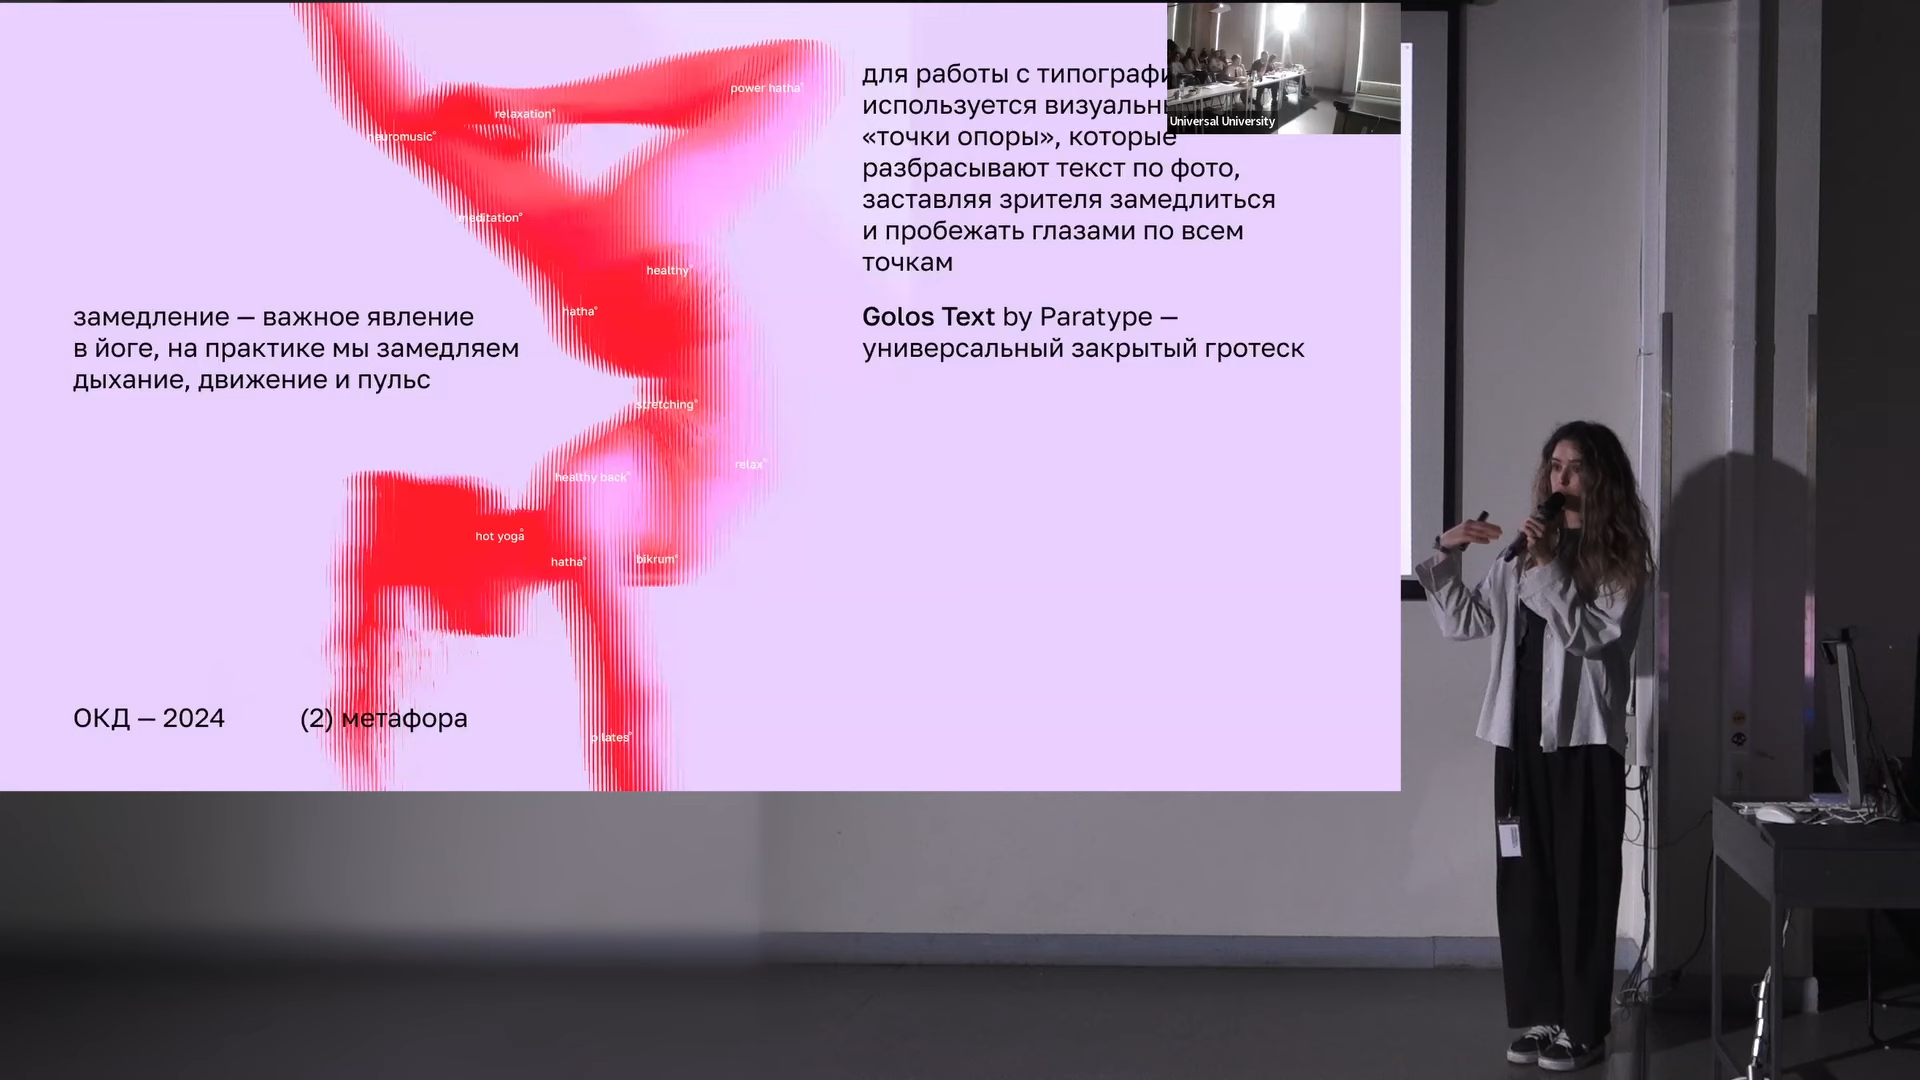 замедление — важное явление
в йоге, на практике мы замедляем
дыхание, движение и пульс
neuromusic°
relaxation°
power hatha°
meditation°
healthy°
hatha°
stretching°
relax°
healthy back°
hot yoga°
hatha°
bikrum°
pilates°
для работы с
используется
«точки опоры», которые
разбрасывают текст по фото,
заставляя зрителя замедлиться
и пробежать глазами по всем
точкам
Golos Text by Paratype —
универсальный закрытый гротеск
Universal University
ОКД — 2024
(2) метафора